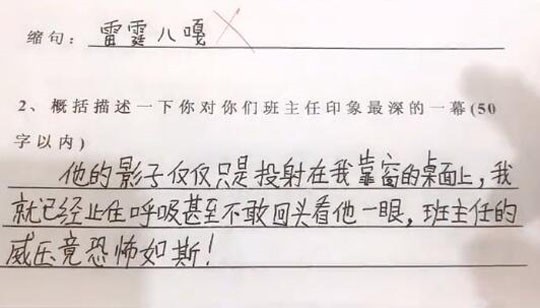 缩句：雷霆八嘎
2、概括描述一下你对你们班主任印象最深的一幕(50
字以内)
他的影子仅仅只是投射在我靠窗的桌面上，我
就已经止住呼吸甚至不敢回头看他一眼，班主任的
威压竟恐怖如斯！